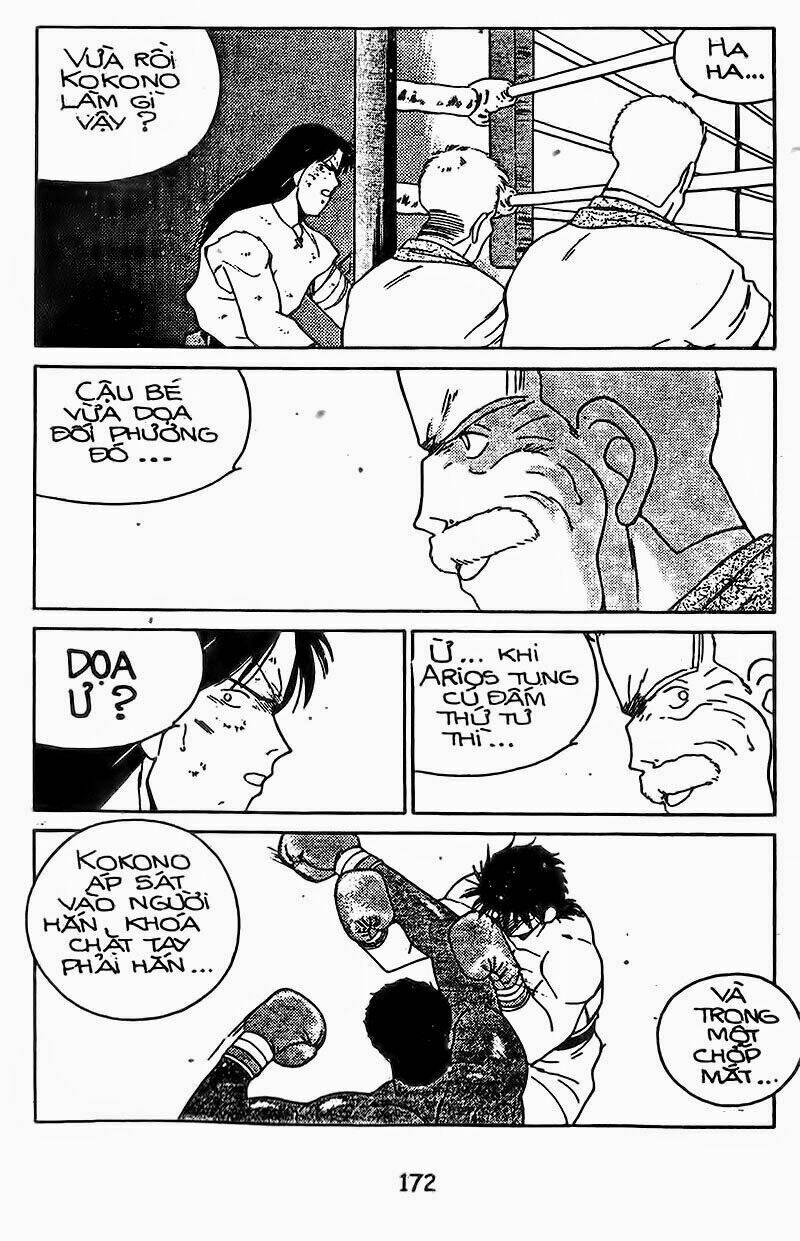 VỪA RỒI
KOKONO
LÀM GÌ
VẬY ?
HA
HA...
CẬU BÉ
VỪA DỌA
ĐỐI PHƯƠNG
ĐÓ ...
DỌA
Ư ?
Ừ... KHI
ARIOS TUNG
CÚ ĐẤM
THỨ TƯ
THÌ...
KOKONO
ÁP SÁT
VÀO NGƯỜI
HẮN, KHÓA
CHẶT TAY
PHẢI HẮN ...
VÀ
TRONG
MỘT
CHỚP
MẮT...
172